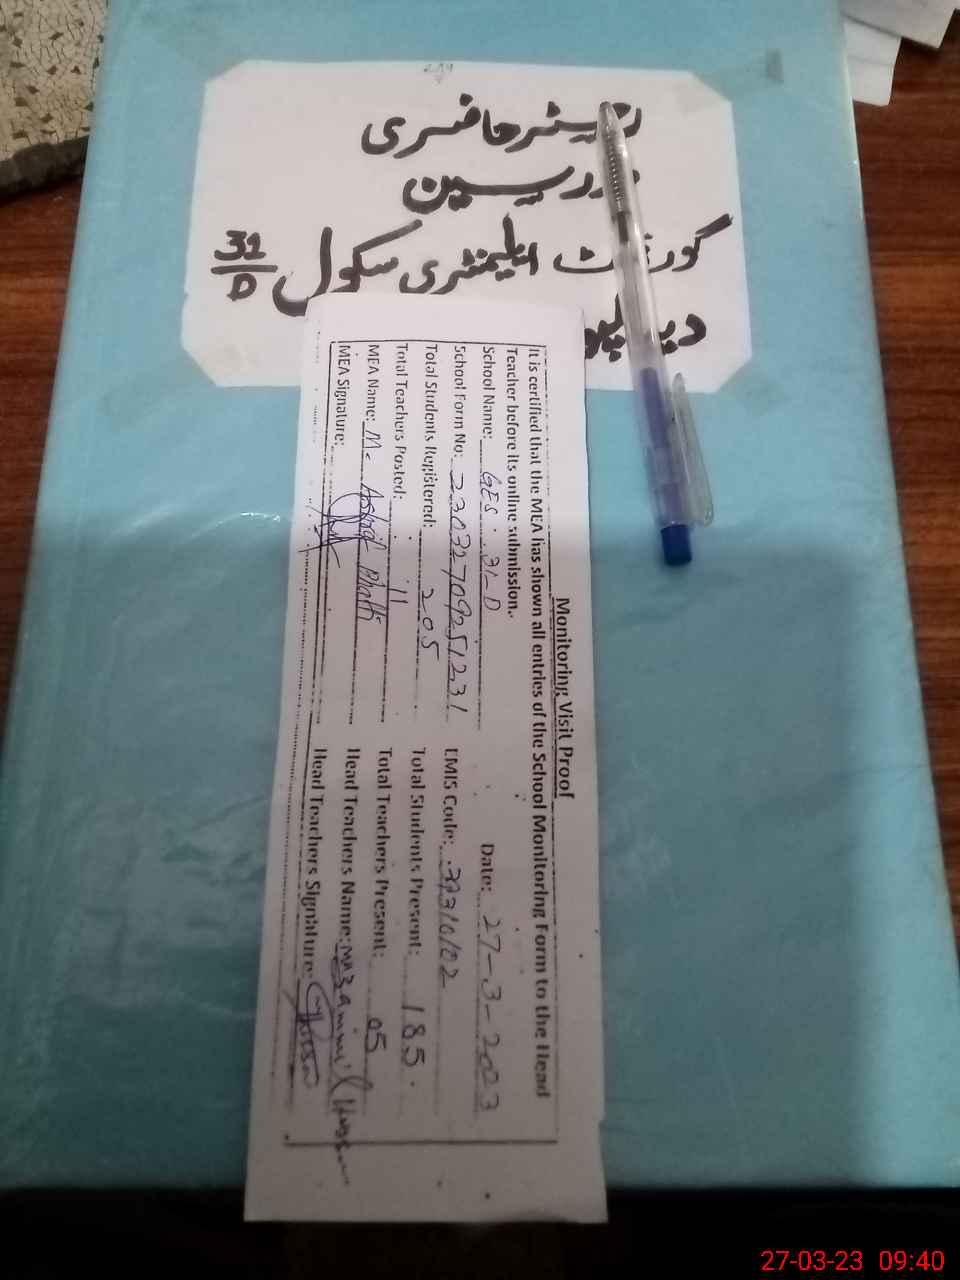 رجسٹر حاضری
مدرسین
گورنمنٹ ایلیمنٹری سکول 31/D
Monitoring Visit Proof
It is certified that the MEA has shown all entries of the School Monitoring Form to the Head
Teacher before its online submission.
School Name: GES. 31-D Date: 27-3-2023
School Form No: 23032709251231 EMIS Code: 39310102
Total Students Registered: 205 Total Students Present: 185.
Total Teachers Posted: 11 Total Teachers Present: 05
MEA Name: M. Ashraf Bhatti Head Teachers Name:
MEA Signature: Head Teachers Signature:
27-03-23 09:40